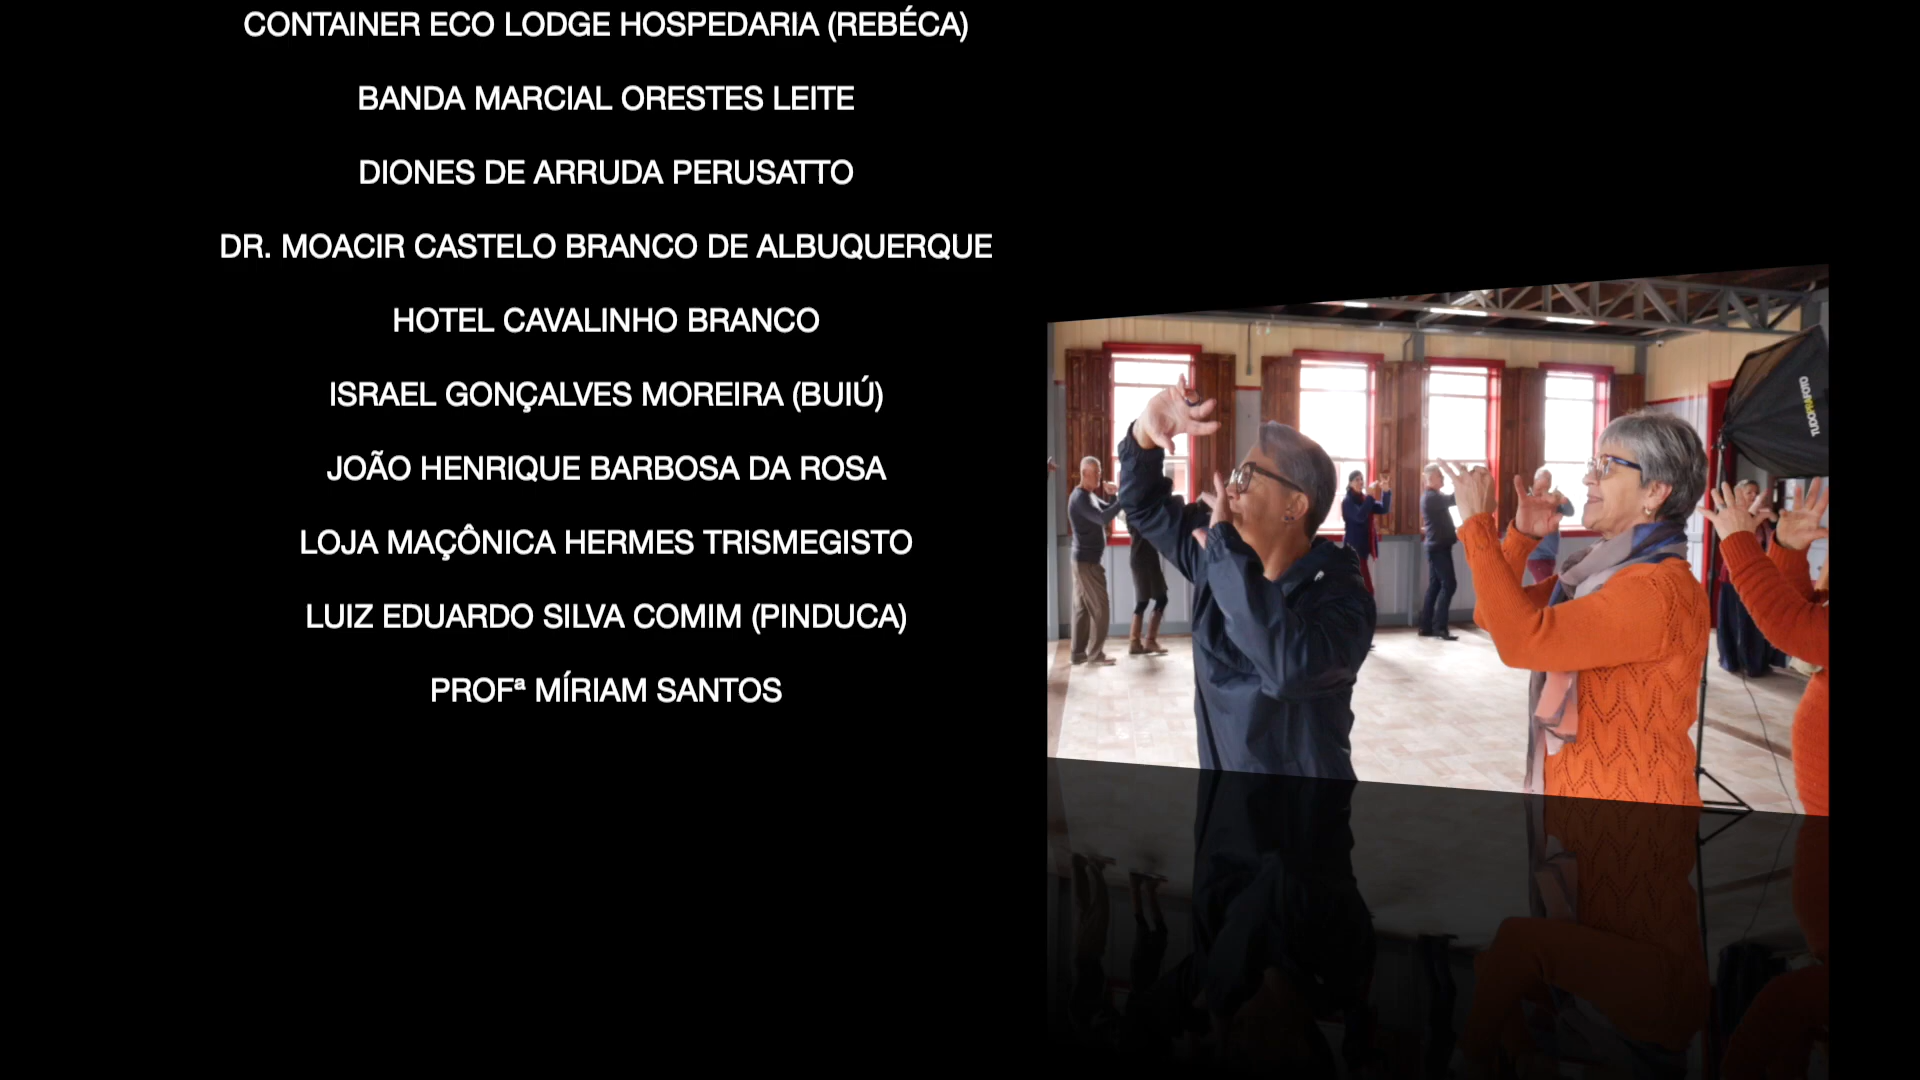 CONTAINER ECO LODGE HOSPEDARIA (REBÉCA)
BANDA MARCIAL ORESTES LEITE
DIONES DE ARRUDA PERUSATTO
DR. MOACIR CASTELO BRANCO DE ALBUQUERQUE
HOTEL CAVALINHO BRANCO
ISRAEL GONÇALVES MOREIRA (BUIÚ)
JOÃO HENRIQUE BARBOSA DA ROSA
LOJA MAÇÔNICA HERMES TRISMEGISTO
LUIZ EDUARDO SILVA COMIM (PINDUCA)
PROFª MÍRIAM SANTOS
TUDOPRAFOTO